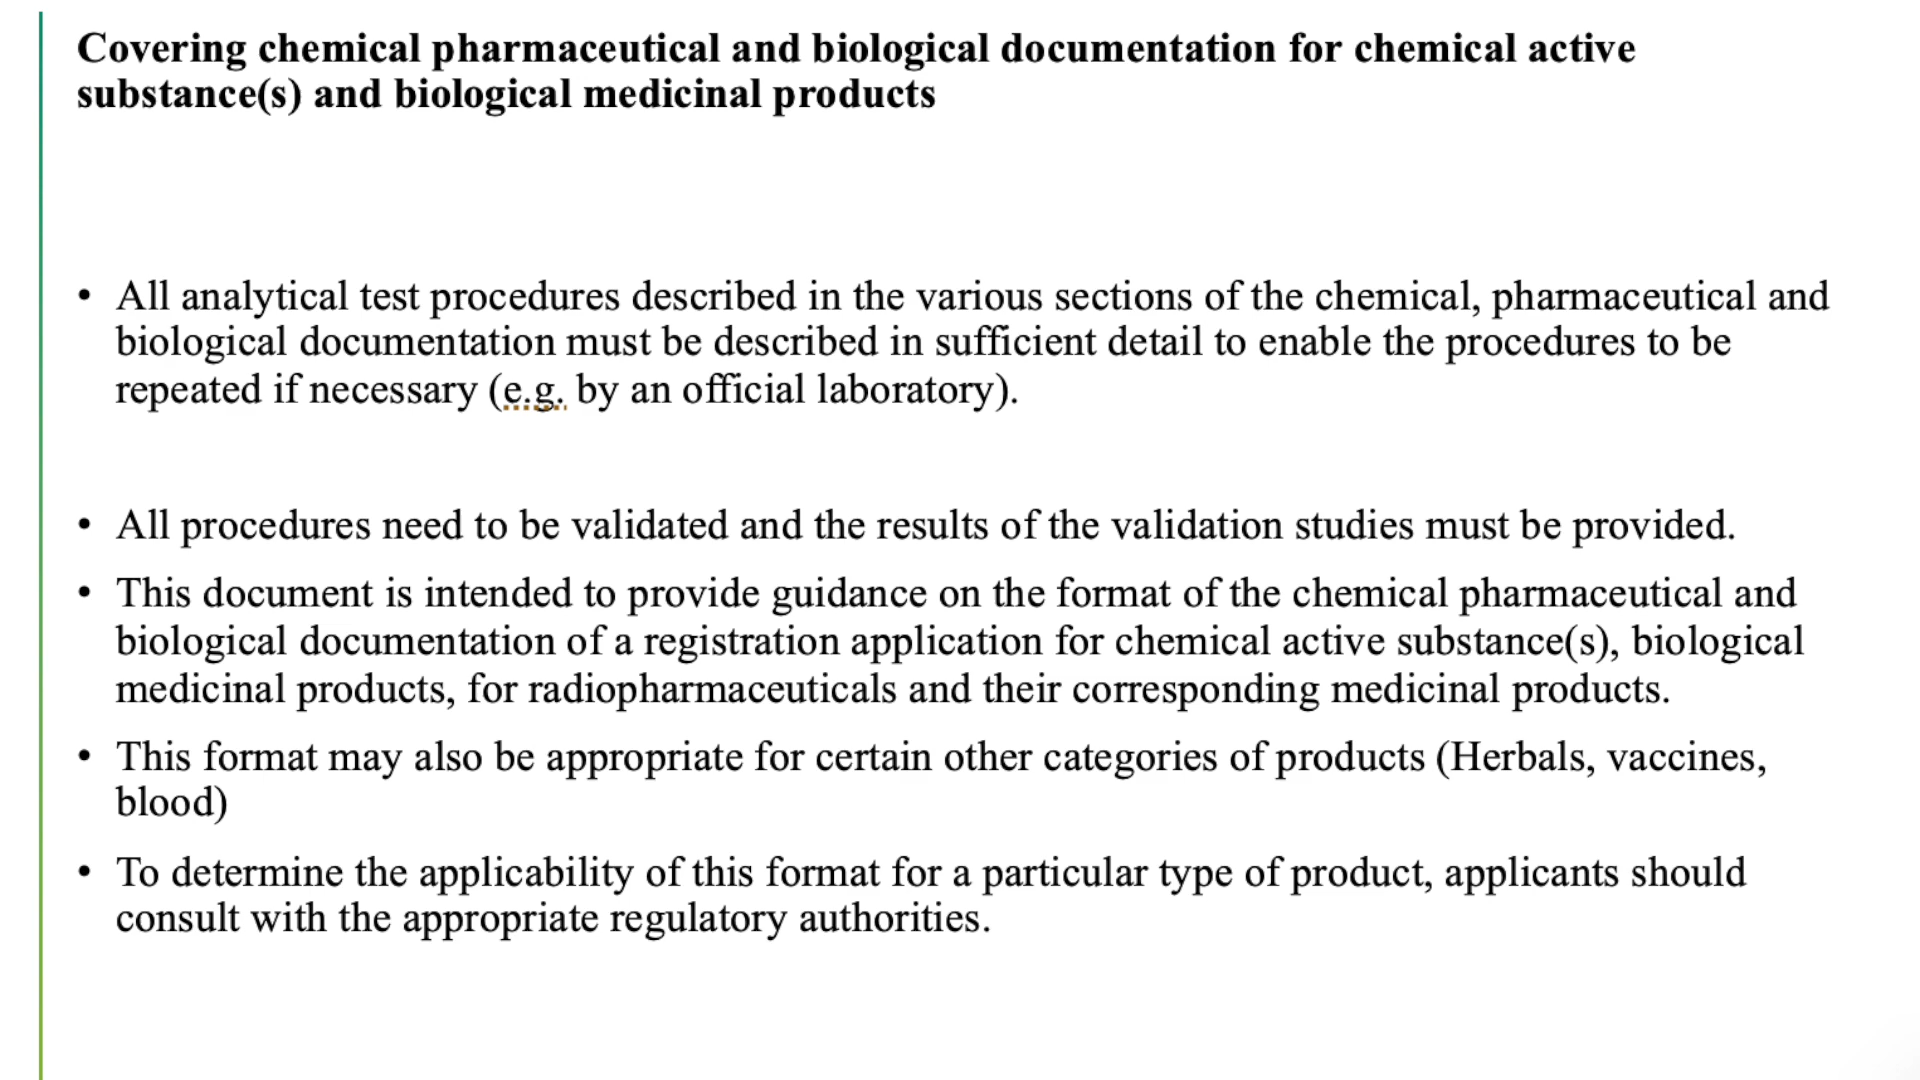 Covering chemical pharmaceutical and biological documentation for chemical active
substance(s) and biological medicinal products
• All analytical test procedures described in the various sections of the chemical, pharmaceutical and
biological documentation must be described in sufficient detail to enable the procedures to be
repeated if necessary (e.g. by an official laboratory).
• All procedures need to be validated and the results of the validation studies must be provided.
• This document is intended to provide guidance on the format of the chemical pharmaceutical and
biological documentation of a registration application for chemical active substance(s), biological
medicinal products, for radiopharmaceuticals and their corresponding medicinal products.
• This format may also be appropriate for certain other categories of products (Herbals, vaccines,
blood)
• To determine the applicability of this format for a particular type of product, applicants should
consult with the appropriate regulatory authorities.